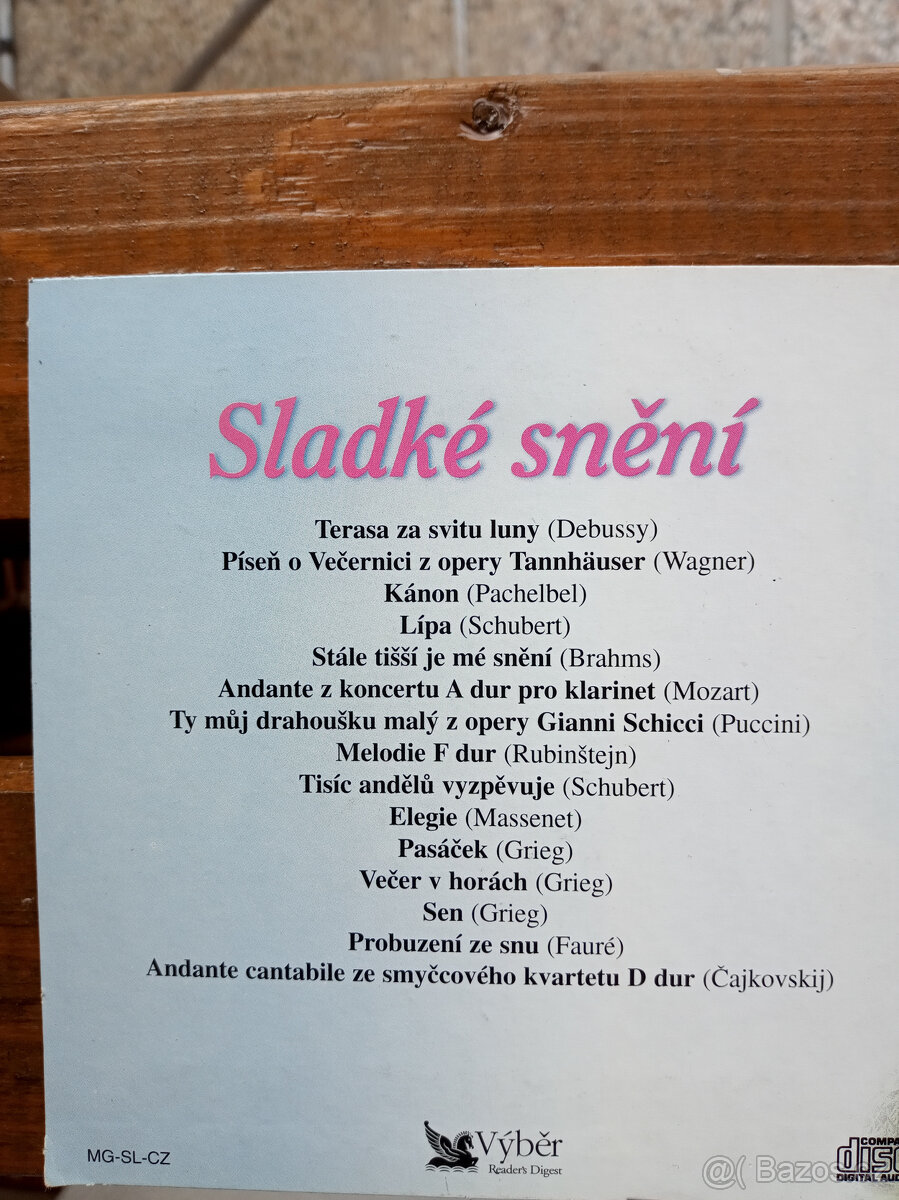 Sladké snění
Terasa za svitu luny (Debussy)
Píseň o Večernici z opery Tannhäuser (Wagner)
Kánon (Pachelbel)
Lípa (Schubert)
Stále tišší je mé snění (Brahms)
Andante z koncertu A dur pro klarinet (Mozart)
Ty můj drahoušku malý z opery Gianni Schicci (Puccini)
Melodie F dur (Rubinštejn)
Tisíc andělů vyzpěvuje (Schubert)
Elegie (Massenet)
Pasáček (Grieg)
Večer v horách (Grieg)
Sen (Grieg)
Probuzení ze snu (Fauré)
Andante cantabile ze smyčcového kvartetu D dur (Čajkovskij)
MG-SL-CZ
Výběr
Reader's Digest
DIGITAL